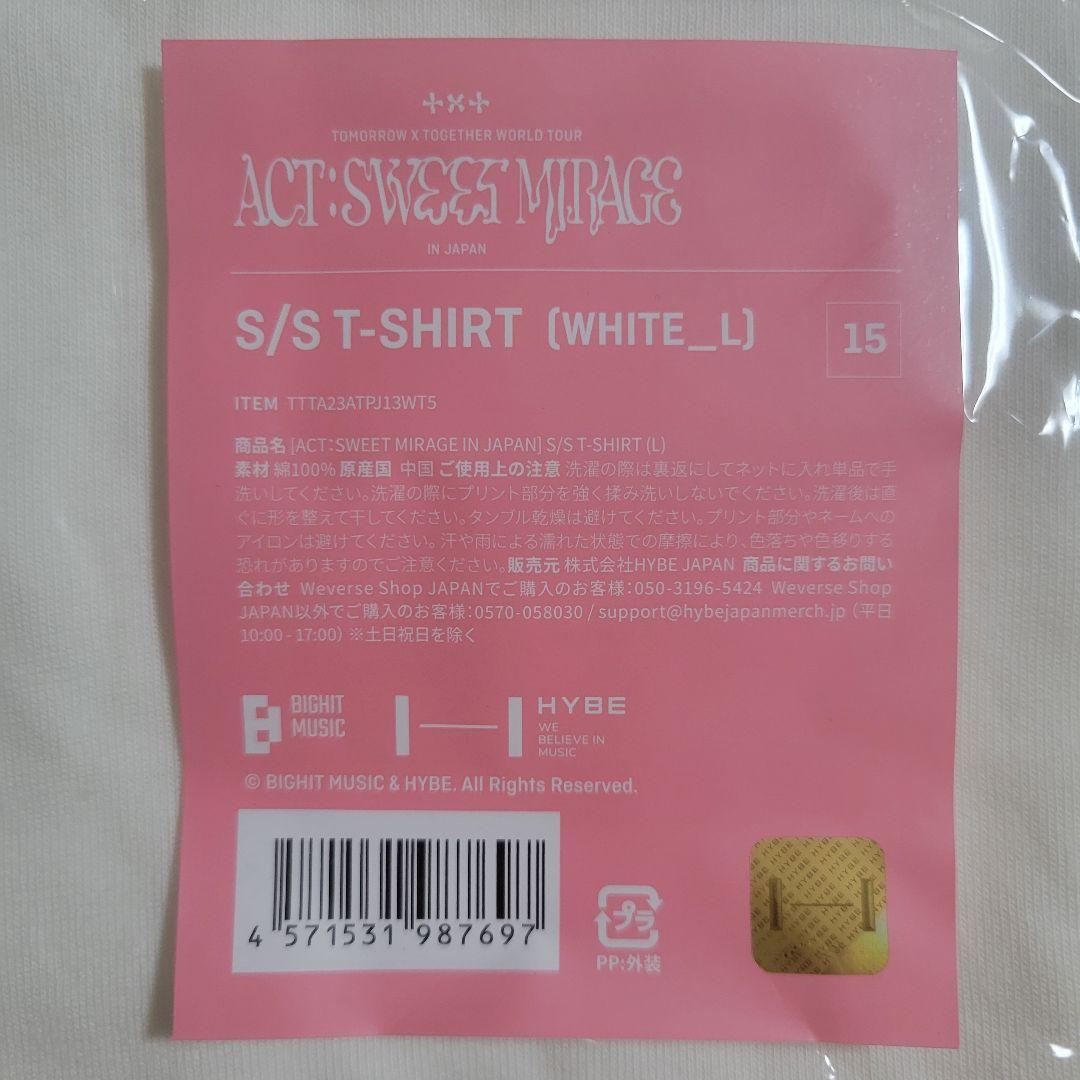 +×+
TOMORROW X TOGETHER WORLD TOUR
ACT:SWEET MIRAGE
IN JAPAN
S/S T-SHIRT (WHITE_L)
15
ITEM TTTA23ATPJ13WT5
商品名 [ACT:SWEET MIRAGE IN JAPAN] S/S T-SHIRT (L)
素材 綿100% 原産国 中国 ご使用上の注意 洗濯の際は裏返にしてネットに入れ単品で手
洗いしてください。洗濯の際にプリント部分を強く揉み洗いしないでください。洗濯後は直
ぐに形を整えて干してください。タンブル乾燥は避けてください。プリント部分やネームへの
アイロンは避けてください。汗や雨による濡れた状態での摩擦により、色落ちや色移りする
恐れがありますのでご注意ください。販売元 株式会社HYBE JAPAN 商品に関するお問い
合わせ Weverse Shop JAPANでご購入のお客様：050-3196-5424 Weverse Shop
JAPAN以外でご購入のお客様：0570-058030 / support@hybejapanmerch.jp （平日
10:00 - 17:00）※土日祝日を除く
BIGHIT
MUSIC
HYBE
WE
BELIEVE IN
MUSIC
© BIGHIT MUSIC & HYBE. All Rights Reserved.
4 571531 987697
プラ
PP:外装
HYBE